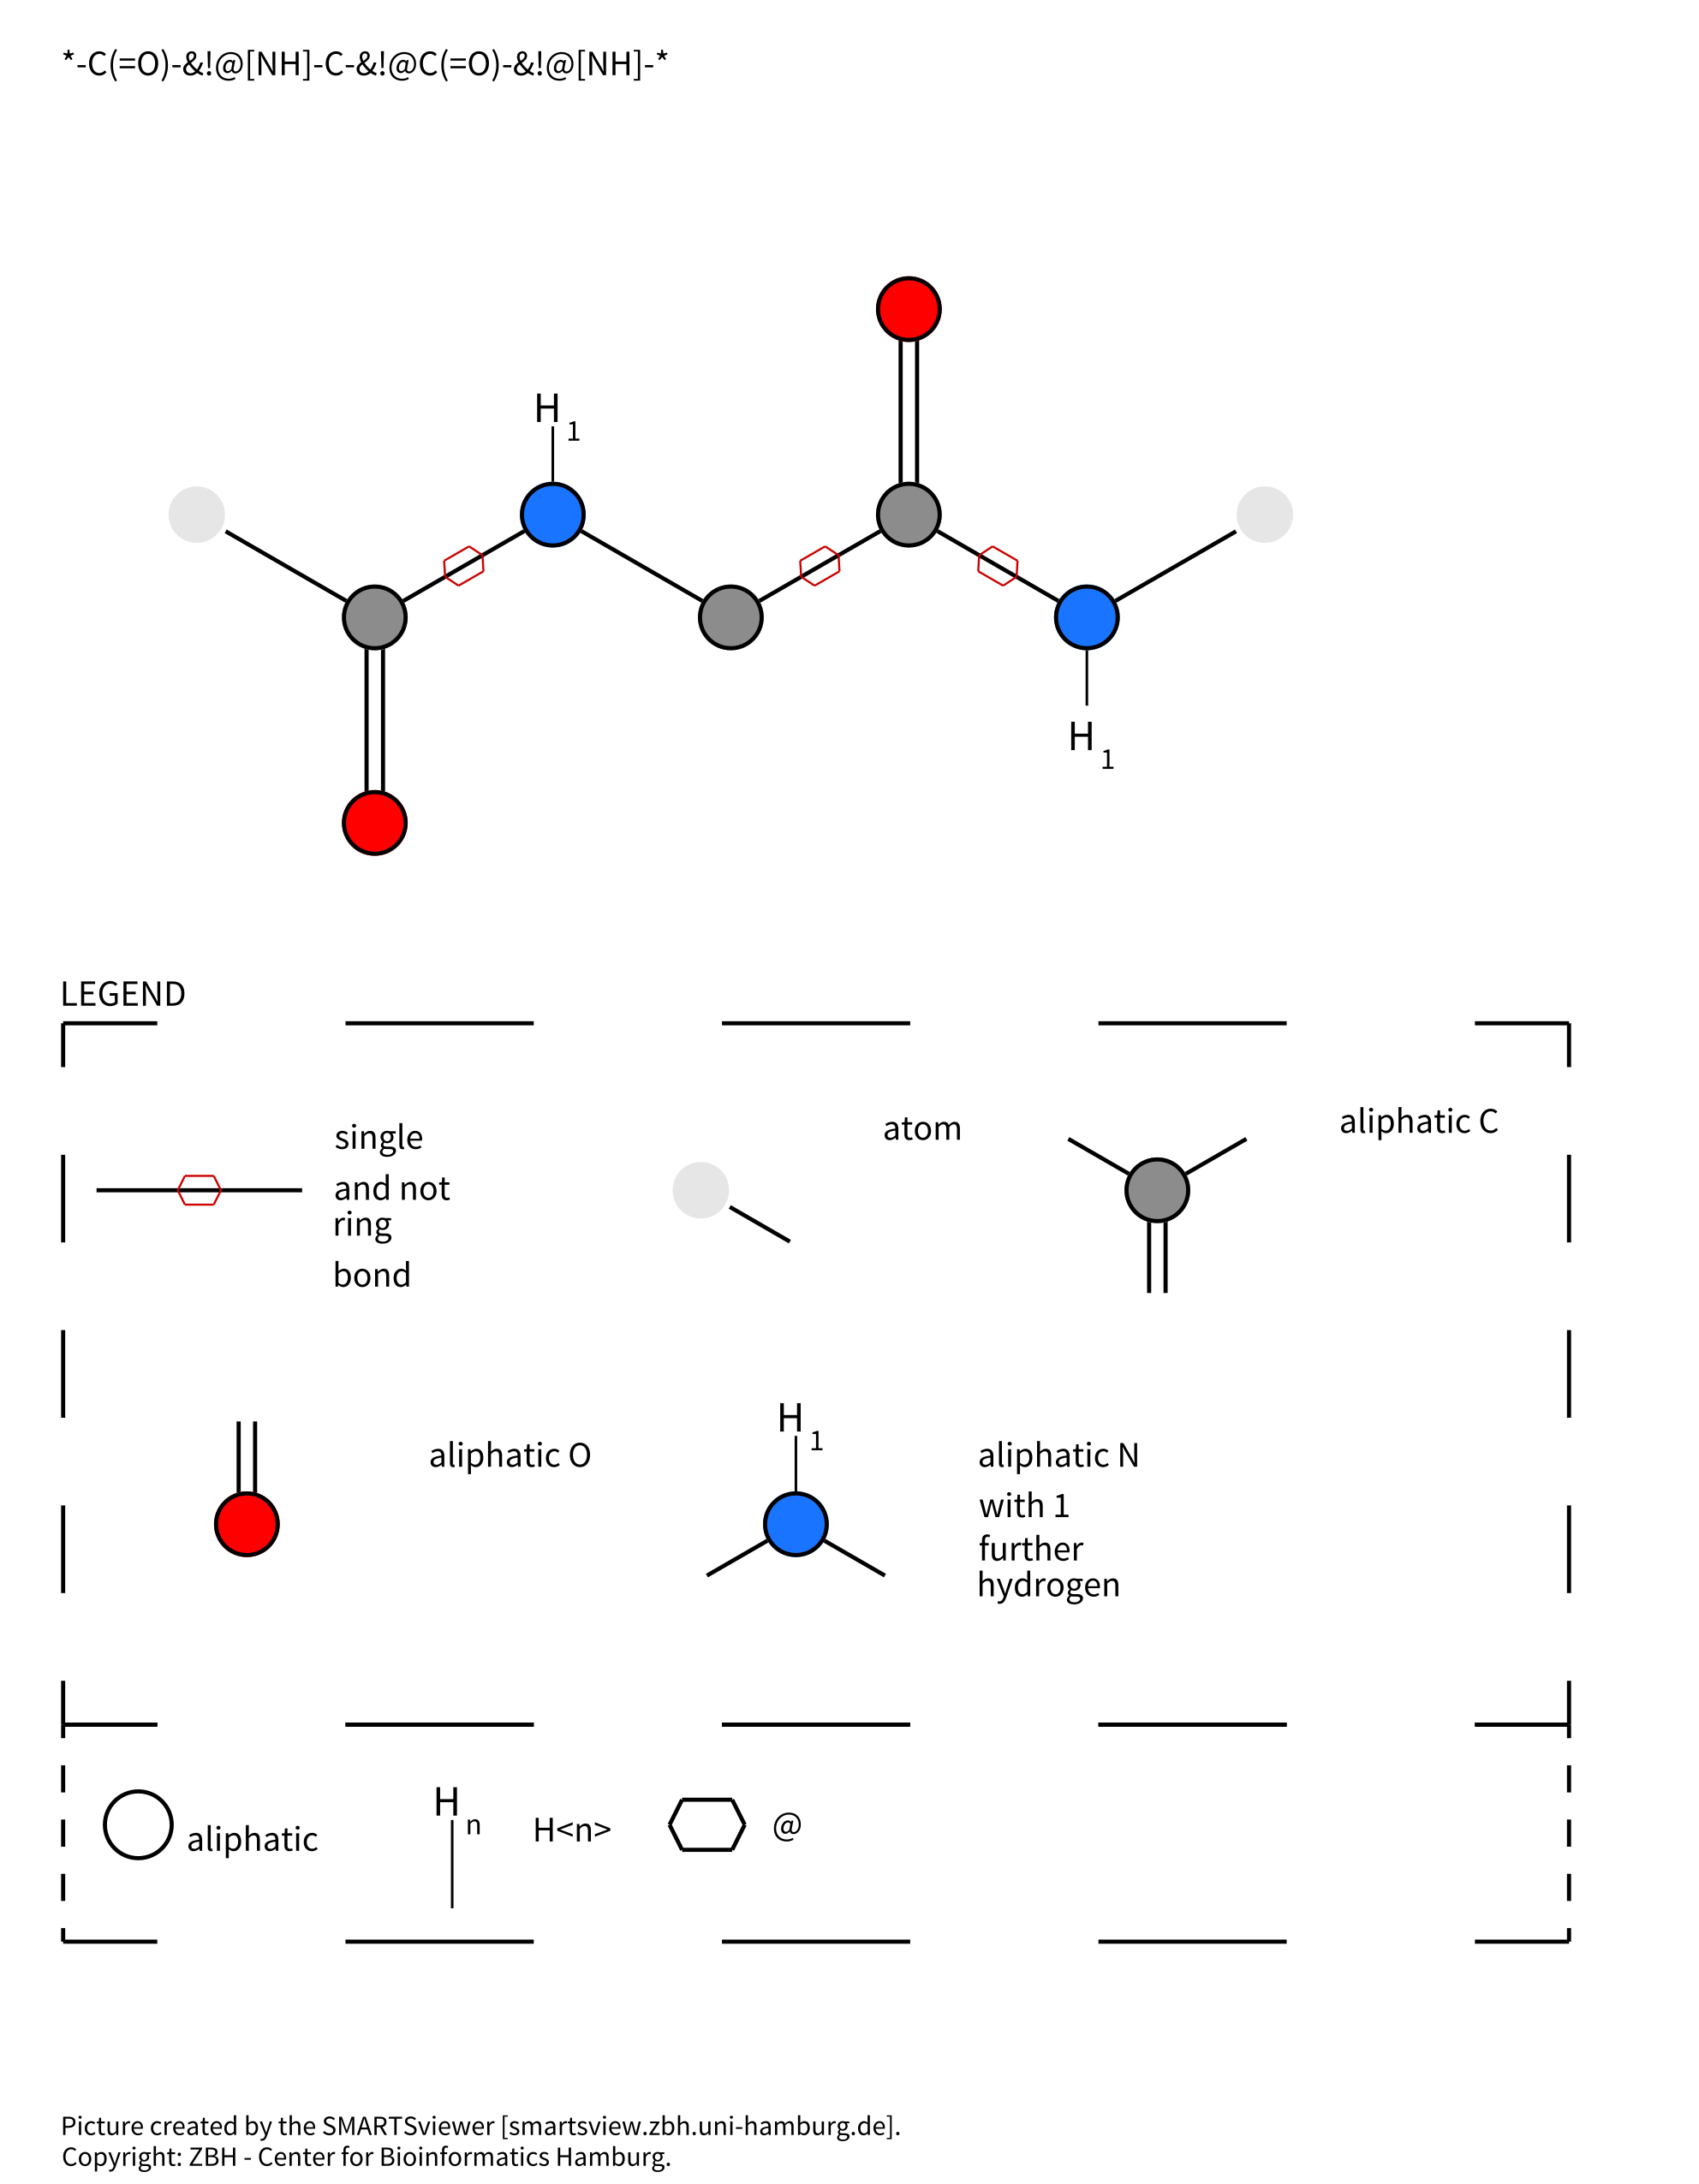 *-C(=O)-&!@[NH]-C-&!@C(=O)-&!@[NH]-*
H
1
H
1
LEGEND
single
and not
ring
bond
atom
aliphatic C
aliphatic O
H
1
aliphatic N
with 1
further
hydrogen
aliphatic
H
n
H<n>
@
Picture created by the SMARTSviewer [smartsview.zbh.uni-hamburg.de].
Copyright: ZBH - Center for Bioinformatics Hamburg.